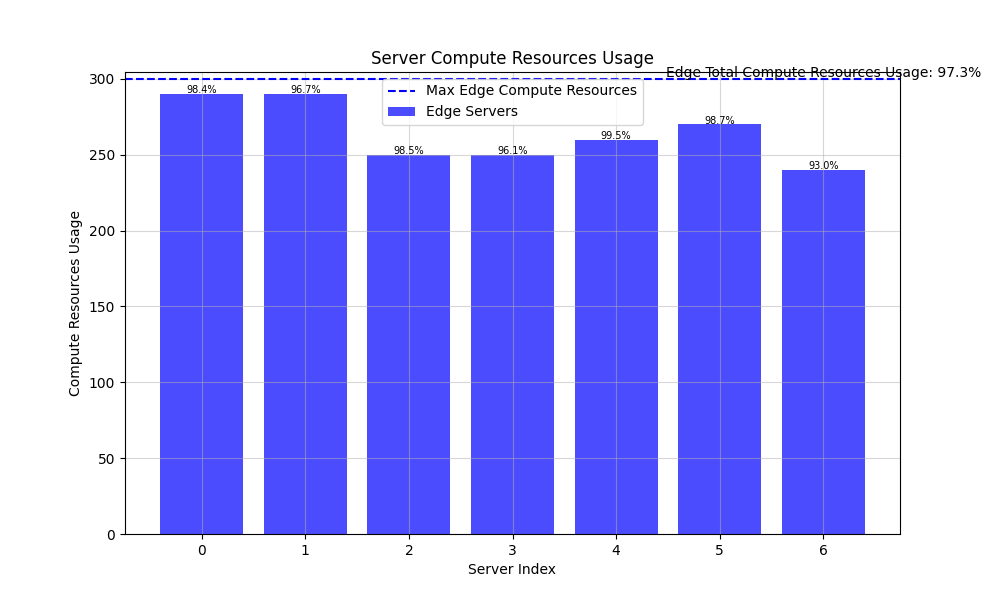 Server Compute Resources Usage
Edge Total Compute Resources Usage: 97.3%
Max Edge Compute Resources
Edge Servers
98.4%
96.7%
98.5%
96.1%
99.5%
98.7%
93.0%
300
250
200
150
100
50
0
Compute Resources Usage
0 1 2 3 4 5 6
Server Index